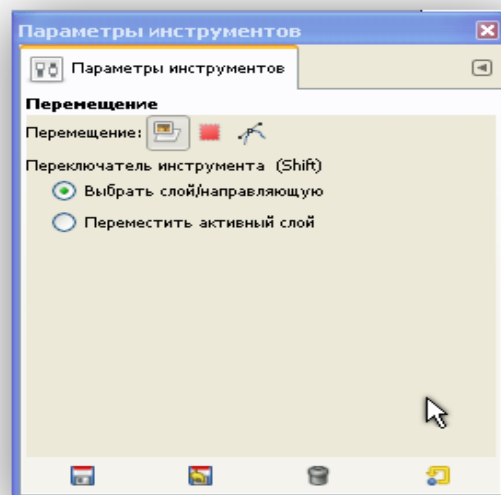 Параметры инструментов
Параметры инструментов
Перемещение
Перемещение:
Переключатель инструмента (Shift)
Выбрать слой/направляющую
Переместить активный слой